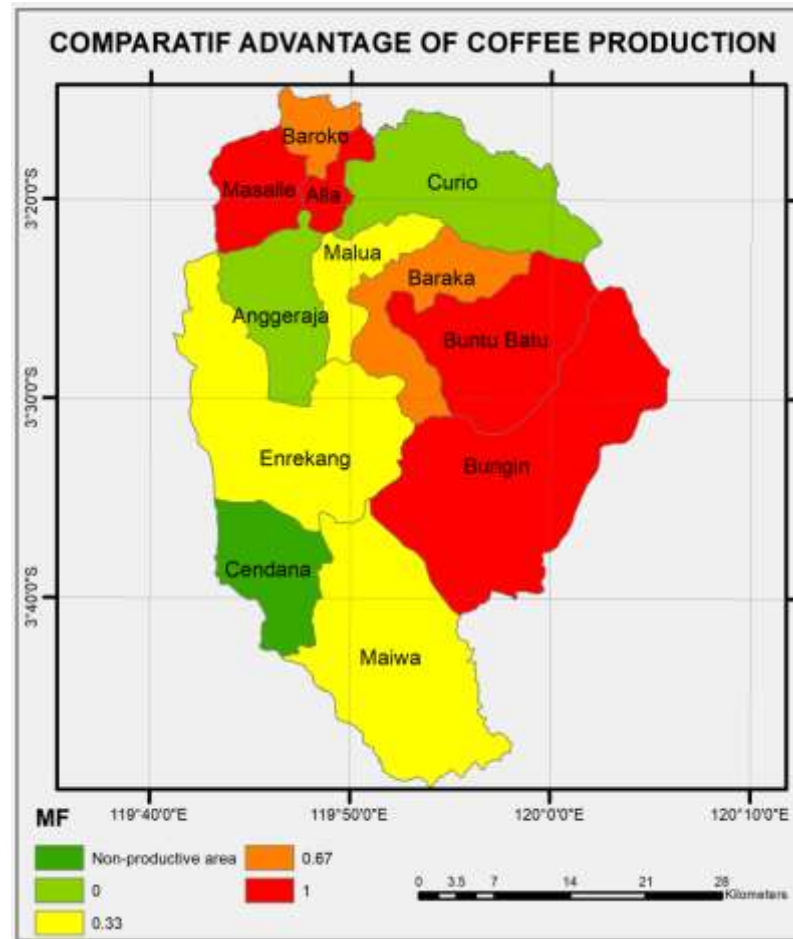 COMPARATIF ADVANTAGE OF COFFEE PRODUCTION
Baroko
Masalle
Alla
Curio
3°20'0"S
Malua
Baraka
Anggeraja
Buntu Batu
3°30'0"S
Enrekang
Bungin
Cendana
3°40'0"S
Maiwa
119°40'0"E 119°50'0"E 120°0'0"E 120°10'0"E
MF
Non-productive area
0
0.33
0.67
1
0 3.5 7 14 21 28
Kilometers